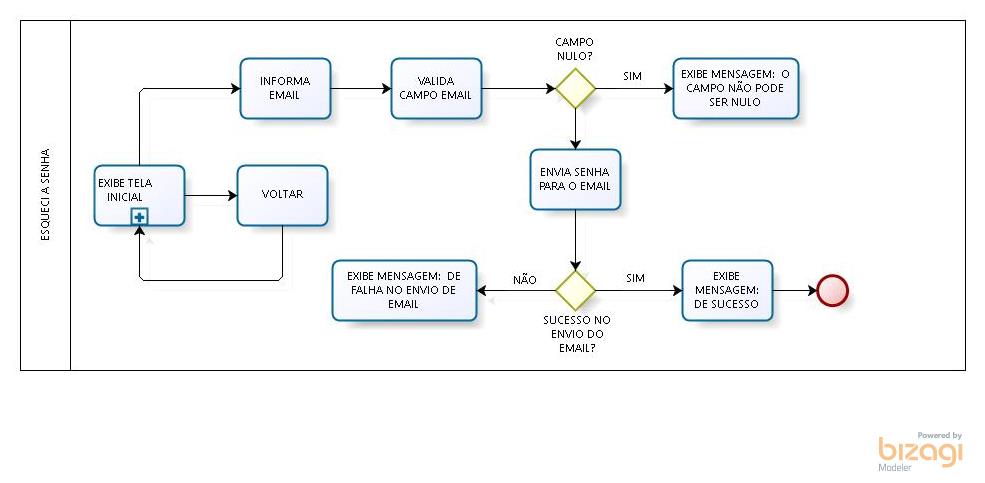 ESQUECI A SENHA
CAMPO
NULO?
INFORMA
EMAIL
VALIDA
CAMPO EMAIL
SIM
EXIBE MENSAGEM: O
CAMPO NÃO PODE
SER NULO
EXIBE TELA
INICIAL
VOLTAR
ENVIA SENHA
PARA O EMAIL
EXIBE MENSAGEM: DE
FALHA NO ENVIO DE
EMAIL
NÃO
SUCESSO NO
ENVIO DO
EMAIL?
SIM
EXIBE
MENSAGEM:
DE SUCESSO
Powered by
bizagi
Modeler